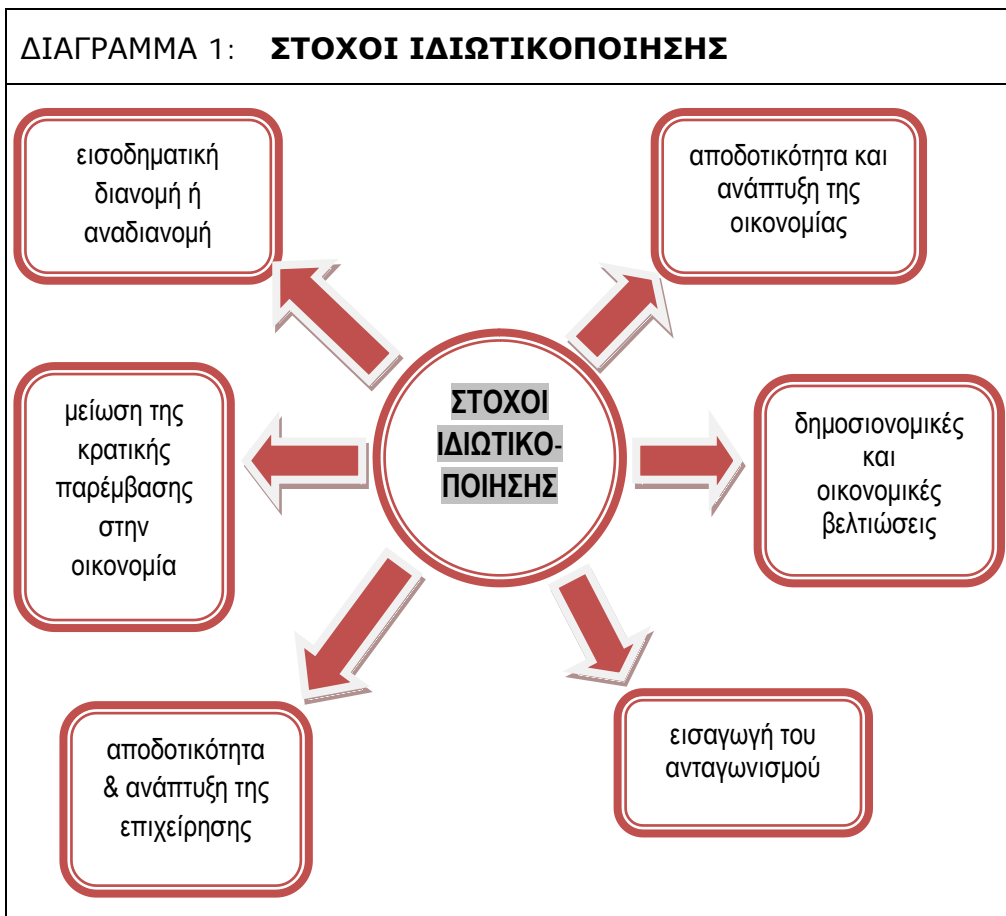 ΔΙΑΓΡΑΜΜΑ 1: ΣΤΟΧΟΙ ΙΔΙΩΤΙΚΟΠΟΙΗΣΗΣ
εισοδηματική
διανομή ή
αναδιανομή
αποδοτικότητα και
ανάπτυξη της
οικονομίας
μείωση της
κρατικής
παρέμβασης
στην
οικονομία
ΣΤΟΧΟΙ
ΙΔΙΩΤΙΚΟ-
ΠΟΙΗΣΗΣ
δημοσιονομικές
και
οικονομικές
βελτιώσεις
αποδοτικότητα
& ανάπτυξη της
επιχείρησης
εισαγωγή του
ανταγωνισμού